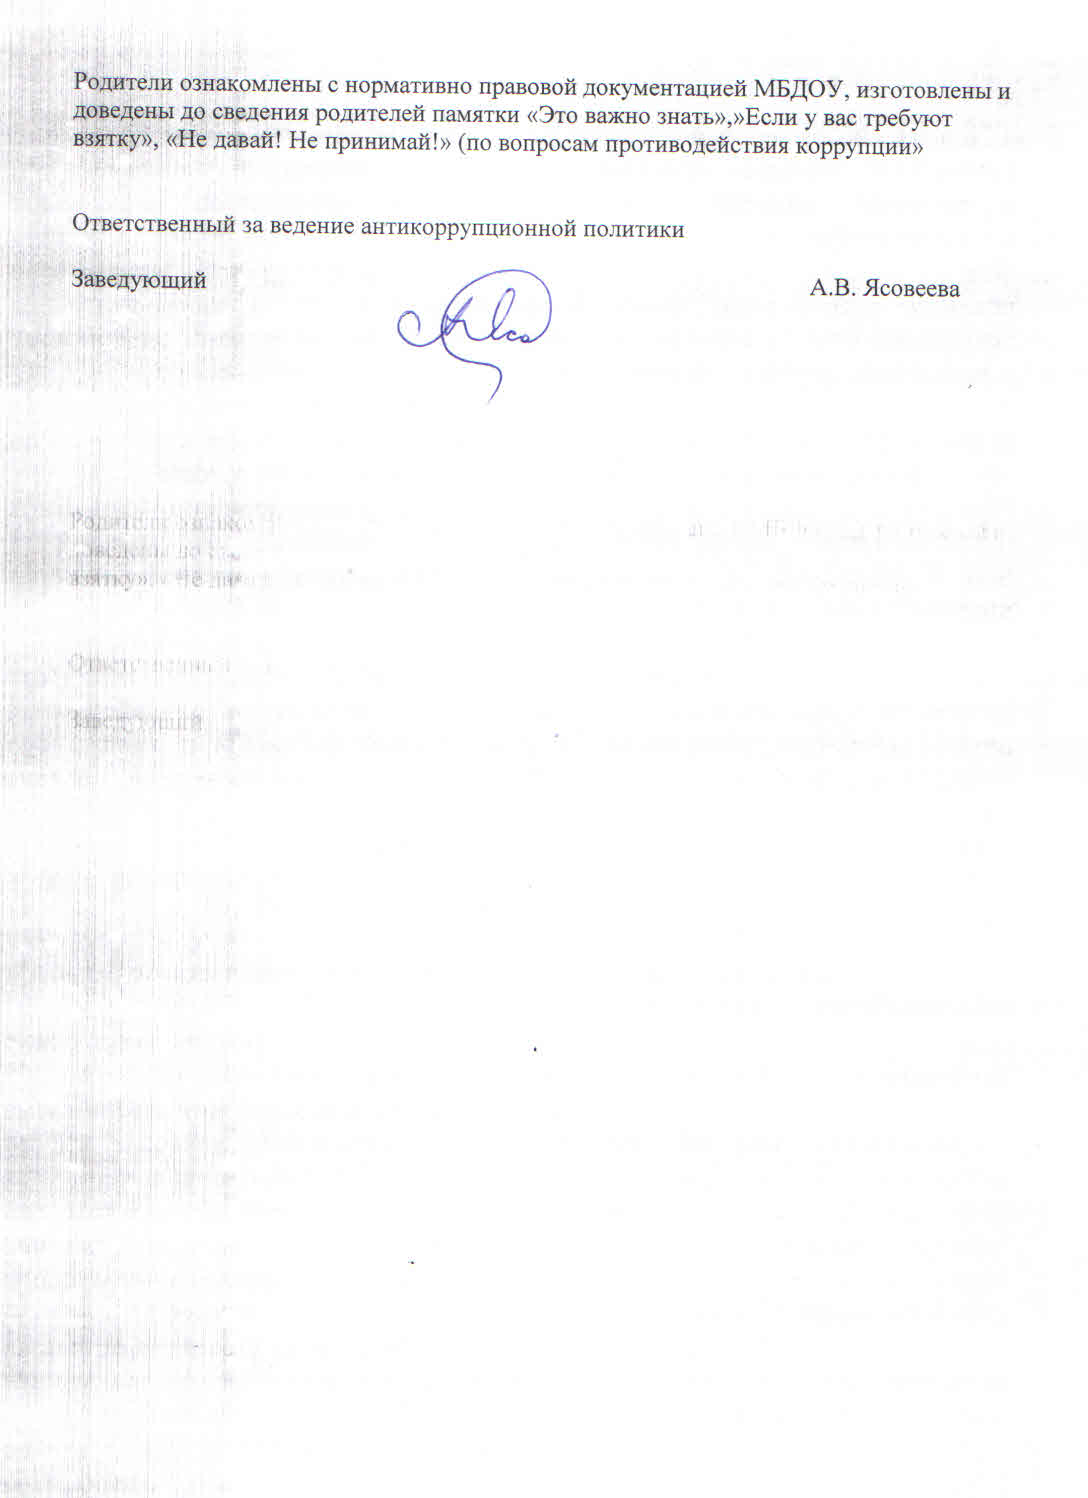 Родители ознакомлены с нормативно правовой документацией МБДОУ, изготовлены и
доведены до сведения родителей памятки «Это важно знать»,»Если у вас требуют
взятку», «Не давай! Не принимай!» (по вопросам противодействия коррупции»
Ответственный за ведение антикоррупционной политики
Заведующий А.В. Ясовеева